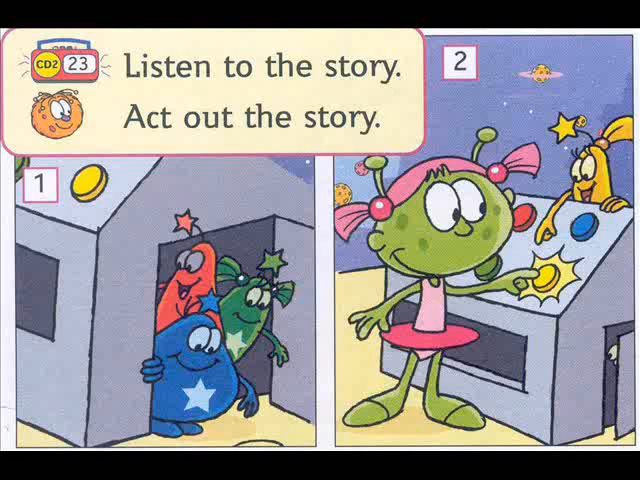 CD2 23
Listen to the story.
Act out the story.
1
2